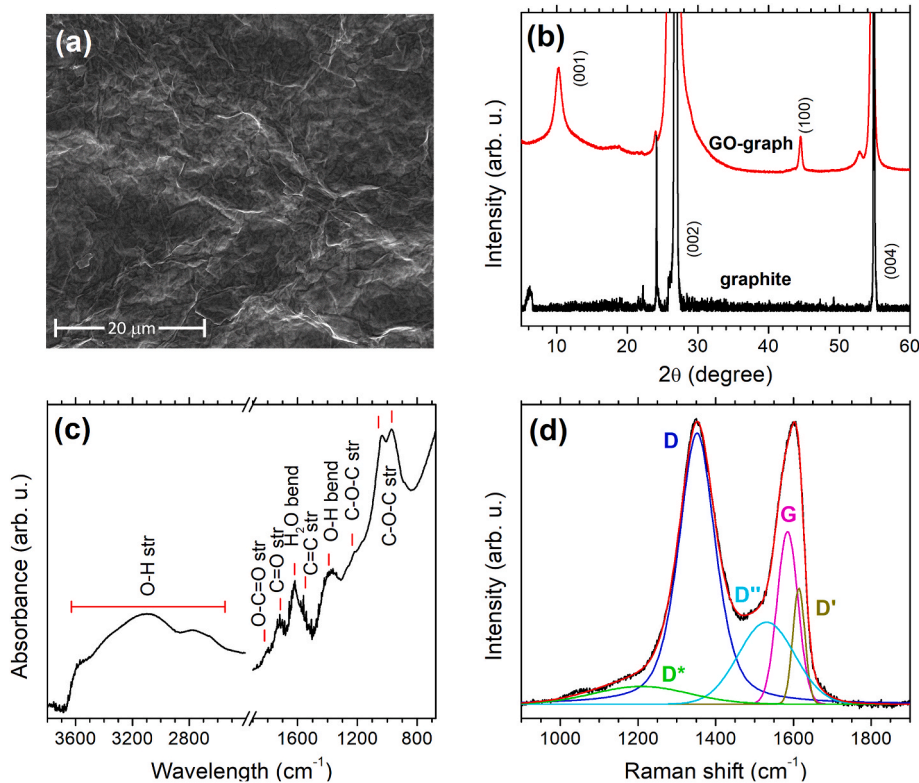 (a)
20 μm
(b)
(001)
(100)
GO-graph
(002)
(004)
graphite
Intensity (arb. u.)
10 20 30 40 50 60
2θ (degree)
(c)
O-H str
O-C=O str
C=O str
H₂O bend
C=C str
O-H bend
C-O-C str
C-O-C str
Absorbance (arb. u.)
3800 3200 2800 1600 1200 800
Wavelength (cm⁻¹)
(d)
D
G
D''
D'
D*
Intensity (arb. u.)
1000 1200 1400 1600 1800
Raman shift (cm⁻¹)